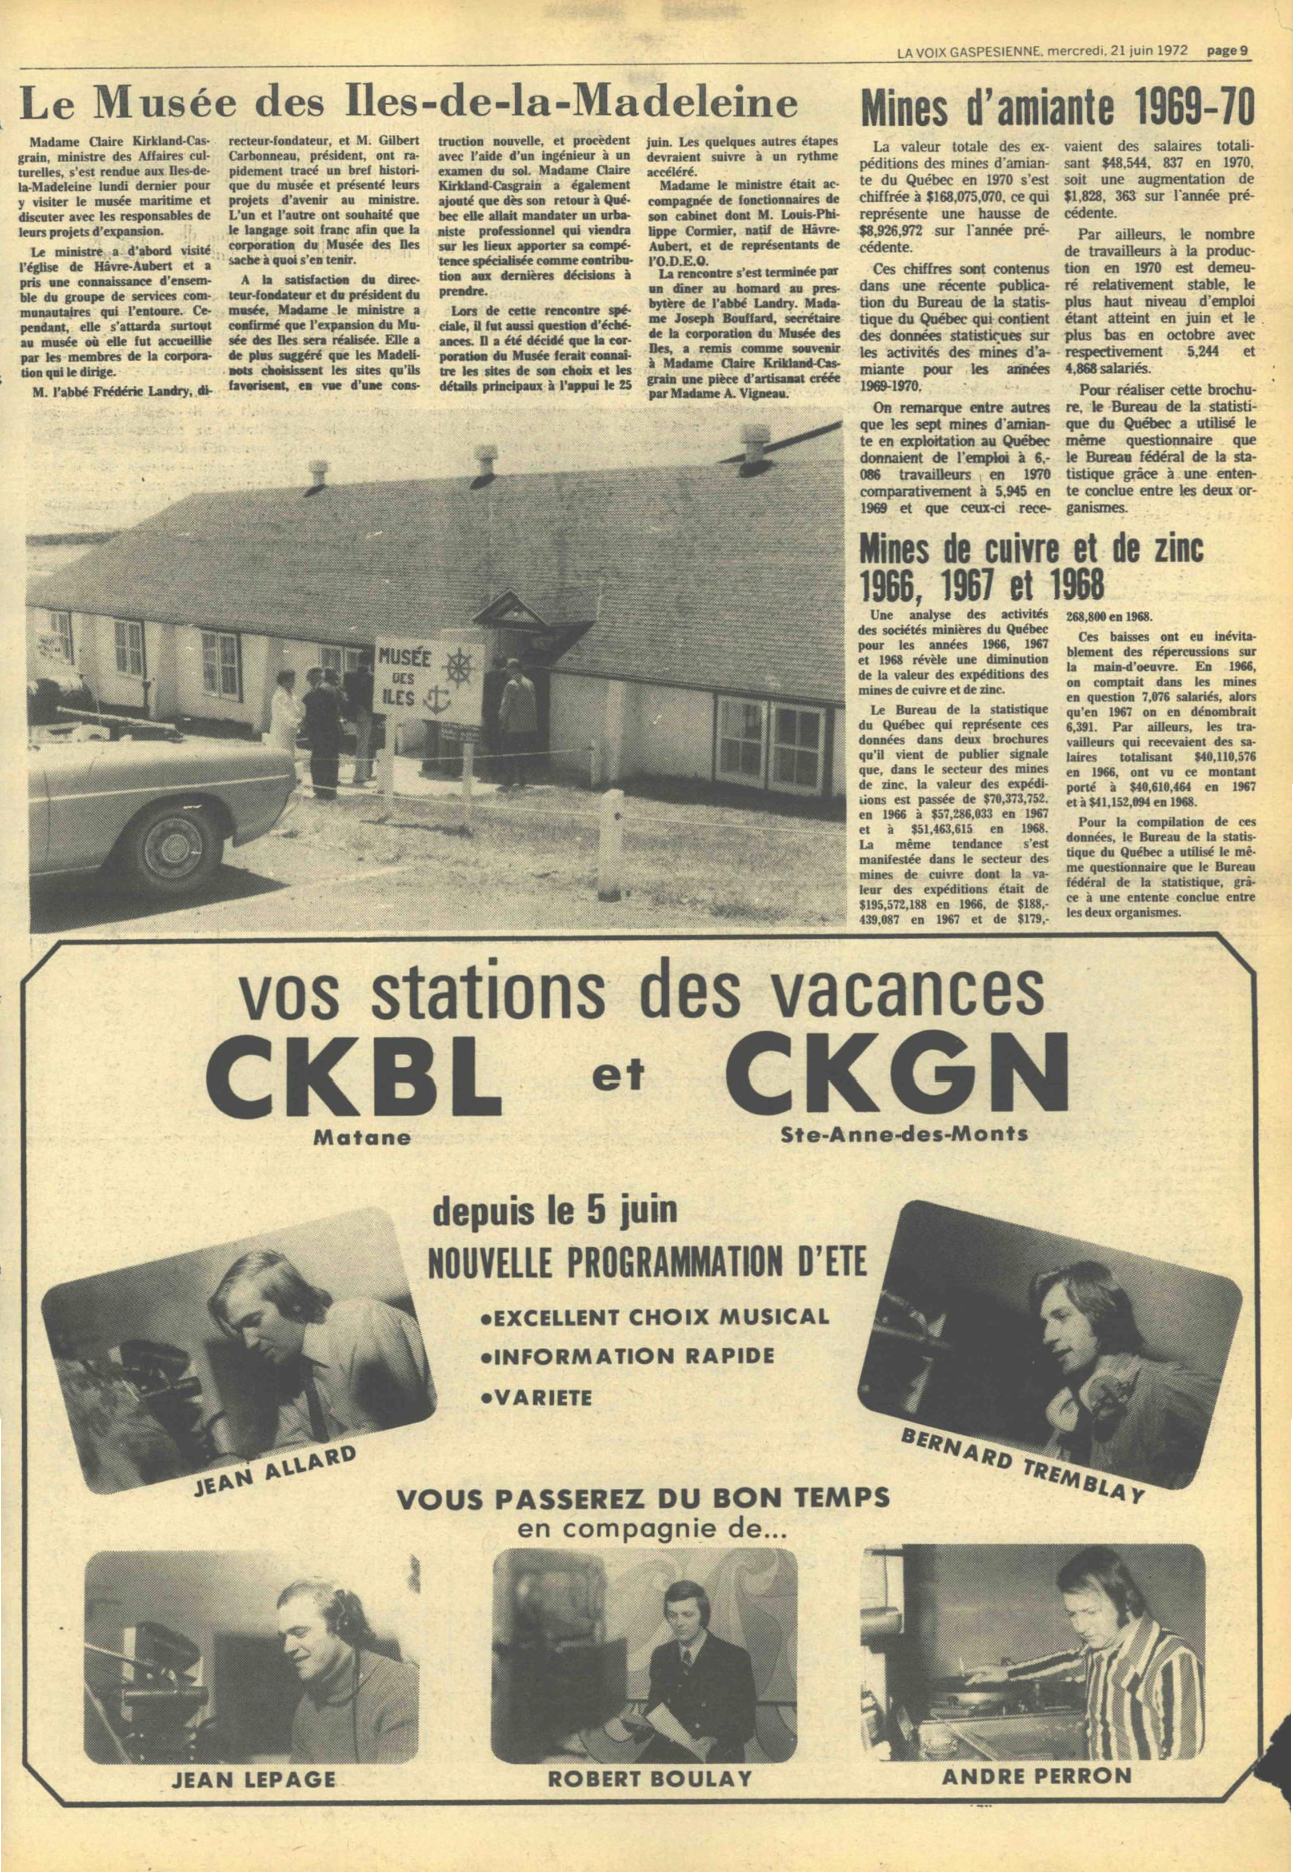 LA VOIX GASPESIENNE, mercredi, 21 juin 1972 page 9
Le Musée des Iles-de-la-Madeleine
Madame Claire Kirkland-Cas-
grain, ministre des Affaires cul-
turelles, s'est rendue aux Iles-de-
la-Madeleine lundi dernier pour
y visiter le musée maritime et
discuter avec les responsables de
leurs projets d'expansion.
Le ministre a d'abord visité
l'église de Hâvre-Aubert et a
pris une connaissance d'ensem-
ble du groupe de services com-
munautaires qui l'entoure. Ce-
pendant, elle s'attarda surtout
au musée où elle fut accueillie
par les membres de la corpora-
tion qui le dirige.
M. l'abbé Frédéric Landry, di-
recteur-fondateur, et M. Gilbert
Carbonneau, président, ont ra-
pidement tracé un bref histori-
que du musée et présenté leurs
projets d'avenir au ministre.
L'un et l'autre ont souhaité que
le langage soit franc afin que la
corporation du Musée des Iles
sache à quoi s'en tenir.
A la satisfaction du direc-
teur-fondateur et du président du
musée, Madame le ministre a
confirmé que l'expansion du Mu-
sée des Iles sera réalisée. Elle a
de plus suggéré que les Madeli-
nots choisissent les sites qu'ils
favorisent, en vue d'une cons-
truction nouvelle, et procèdent
avec l'aide d'un ingénieur à un
examen du sol. Madame Claire
Kirkland-Casgrain a également
ajouté que dès son retour à Qué-
bec elle allait mandater un urba-
niste professionnel qui viendra
sur les lieux apporter sa compé-
tence spécialisée comme contribu-
tion aux dernières décisions à
prendre.
Lors de cette rencontre spé-
ciale, il fut aussi question d'éché-
ances. Il a été décidé que la cor-
poration du Musée ferait connaî-
tre les sites de son choix et les
détails principaux à l'appui le 25
juin. Les quelques autres étapes
devraient suivre à un rythme
accéléré.
Madame le ministre était ac-
compagnée de fonctionaires de
son cabinet dont M. Louis-Phi-
lippe Cormier, natif de Hâvre-
Aubert, et de représentants de
l'O.D.E.Q.
La rencontre s'est terminée par
un dîner au homard au pres-
bytère de l'abbé Landry. Mada-
me Joseph Bouffard, secrétaire
de la corporation du Musée des
Iles, a remis comme souvenir
à Madame Claire Krikland-Cas-
grain une pièce d'artisanat créée
par Madame A. Vigneau.
MUSÉE
DES
ILES
Mines d'amiante 1969-70
La valeur totale des ex-
péditions des mines d'amian-
te du Québec en 1970 s'est
chiffrée à $168,075,070, ce qui
représente une hausse de
$8,926,972 sur l'année pré-
cédente.
Ces chiffres sont contenus
dans une récente publica-
tion du Bureau de la statis-
tique du Québec qui contient
des données statistiques sur
les activités des mines d'a-
miante pour les années
1969-1970.
On remarque entre autres
que les sept mines d'amian-
te en exploitation au Québec
donnaient de l'emploi à 6,-
086 travailleurs en 1970
comparativement à 5,945 en
1969 et que ceux-ci rece-
vaient des salaires totali-
sant $48,544, 837 en 1970,
soit une augmentation de
$1,828, 363 sur l'année pré-
cédente.
Par ailleurs, le nombre
de travailleurs à la produc-
tion en 1970 est demeu-
ré relativement stable, le
plus haut niveau d'emploi
étant atteint en juin et le
plus bas en octobre avec
respectivement 5,244 et
4,868 salariés.
Pour réaliser cette brochu-
re, le Bureau de la statisti-
que du Québec a utilisé le
même questionnaire que
le Bureau fédéral de la sta-
tistique grâce à une enten-
te conclue entre les deux or-
ganismes.
Mines de cuivre et de zinc
1966, 1967 et 1968
Une analyse des activités
des sociétés minières du Québec
pour les années 1966, 1967
et 1968 révèle une diminution
de la valeur des expéditions des
mines de cuivre et de zinc.
Le Bureau de la statistique
du Québec qui représente ces
données dans deux brochures
qu'il vient de publier signale
que, dans le secteur des mines
de zinc, la valeur des expédi-
tions est passée de $70,373,752.
en 1966 à $57,286,033 en 1967
et à $51,463,615 en 1968.
La même tendance s'est
manifestée dans le secteur des
mines de cuivre dont la va-
leur des expéditions était de
$195,572,188 en 1966, de $188,-
439,087 en 1967 et de $179,-
268,800 en 1968.
Ces baisses ont eu inévita-
blement des répercussions sur
la main-d'oeuvre. En 1966,
on comptait dans les mines
en question 7,076 salariés, alors
qu'en 1967 on en dénombrait
6,391. Par ailleurs, les tra-
vailleurs qui recevaient des sa-
laires totalisant $40,110,576
en 1966, ont vu ce montant
porté à $40,610,464 en 1967
et à $41,152,094 en 1968.
Pour la compilation de ces
données, le Bureau de la statis-
tique du Québec a utilisé le mê-
me questionnaire que le Bureau
fédéral de la statistique, grâ-
ce à une entente conclue entre
les deux organismes.
vos stations des vacances
CKBL et CKGN
Matane Ste-Anne-des-Monts
depuis le 5 juin
NOUVELLE PROGRAMMATION D'ETE
•EXCELLENT CHOIX MUSICAL
•INFORMATION RAPIDE
•VARIETE
JEAN ALLARD
BERNARD TREMBLAY
VOUS PASSEREZ DU BON TEMPS
en compagnie de...
JEAN LEPAGE
ROBERT BOULAY
ANDRE PERRON